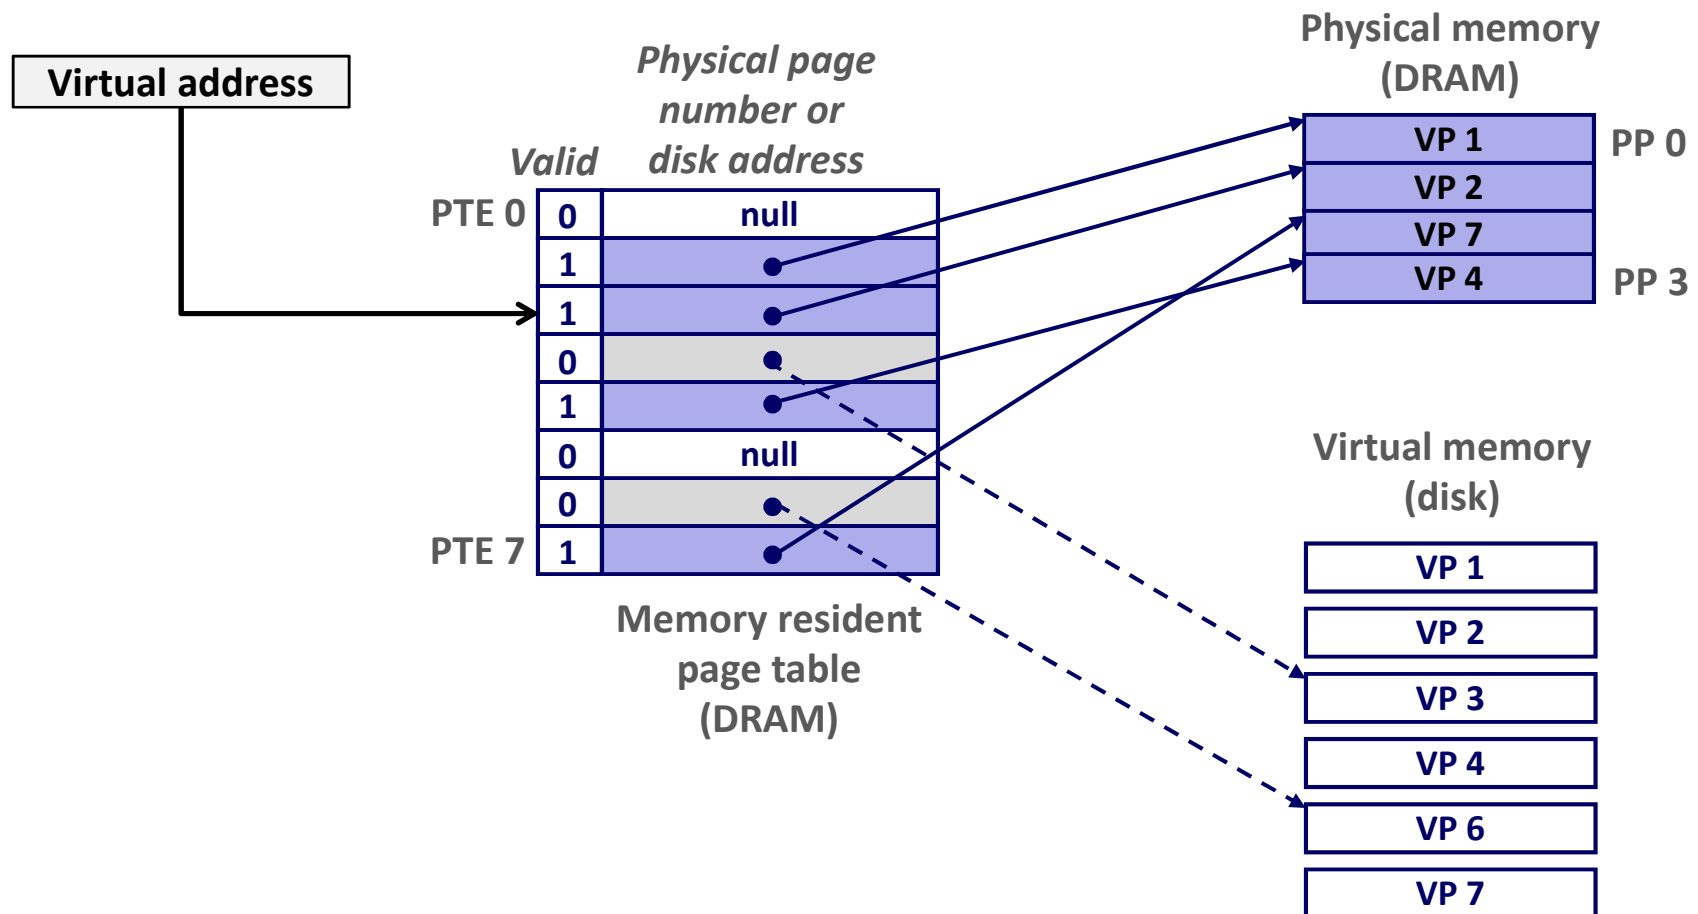 Virtual address
Physical page
number or
disk address
Valid
PTE 0
0
null
1
1
0
1
0
null
0
PTE 7
1
Memory resident
page table
(DRAM)
Physical memory
(DRAM)
VP 1
PP 0
VP 2
VP 7
VP 4
PP 3
Virtual memory
(disk)
VP 1
VP 2
VP 3
VP 4
VP 6
VP 7